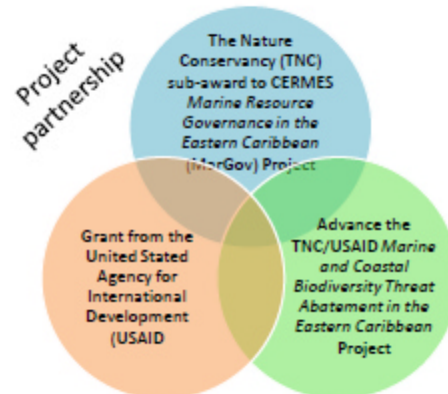 Project
partnership
The Nature
Conservancy (TNC)
sub-award to CERMES
Marine Resource
Governance in the
Eastern Caribbean
(MarGov) Project
Grant from the
United Stated
Agency for
International
Development
(USAID
Advance the
TNC/USAID Marine
and Coastal
Biodiversity Threat
Abatement in the
Eastern Caribbean
Project